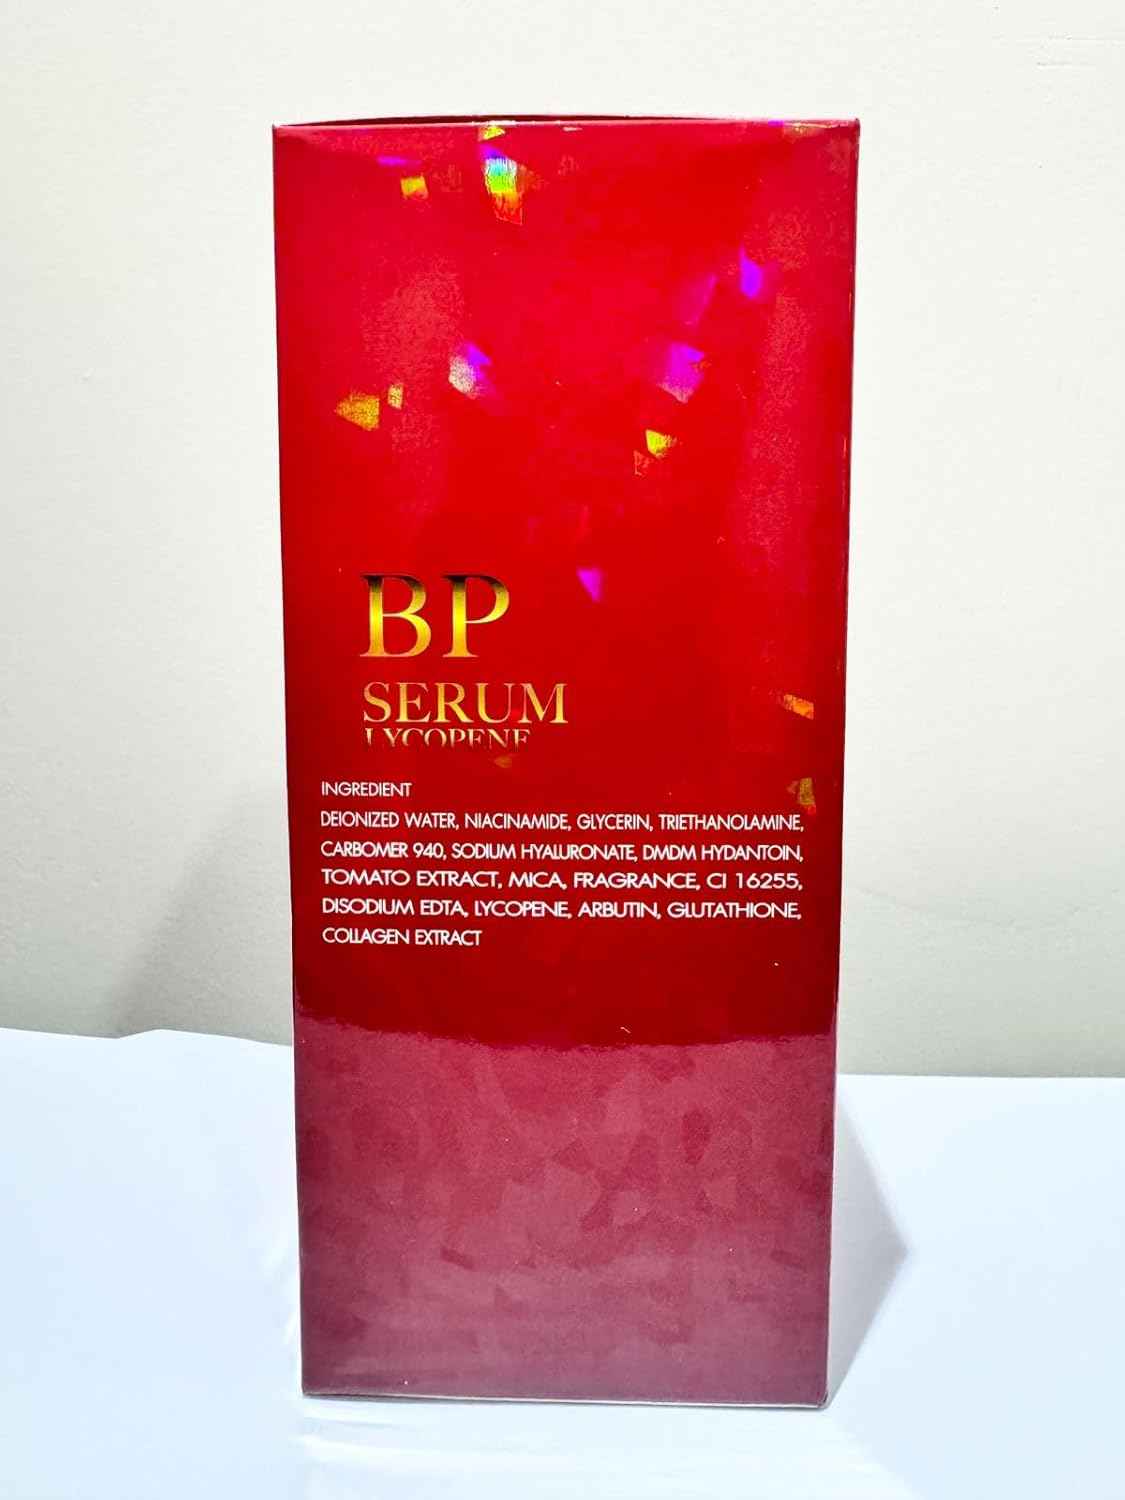 BP
SERUM
LYCOPENE
INGREDIENT
DEIONIZED WATER, NIACINAMIDE, GLYCERIN, TRIETHANOLAMINE,
CARBOMER 940, SODIUM HYALURONATE, DMDM HYDANTOIN,
TOMATO EXTRACT, MICA, FRAGRANCE, CI 16255,
DISODIUM EDTA, LYCOPENE, ARBUTIN, GLUTATHIONE,
COLLAGEN EXTRACT